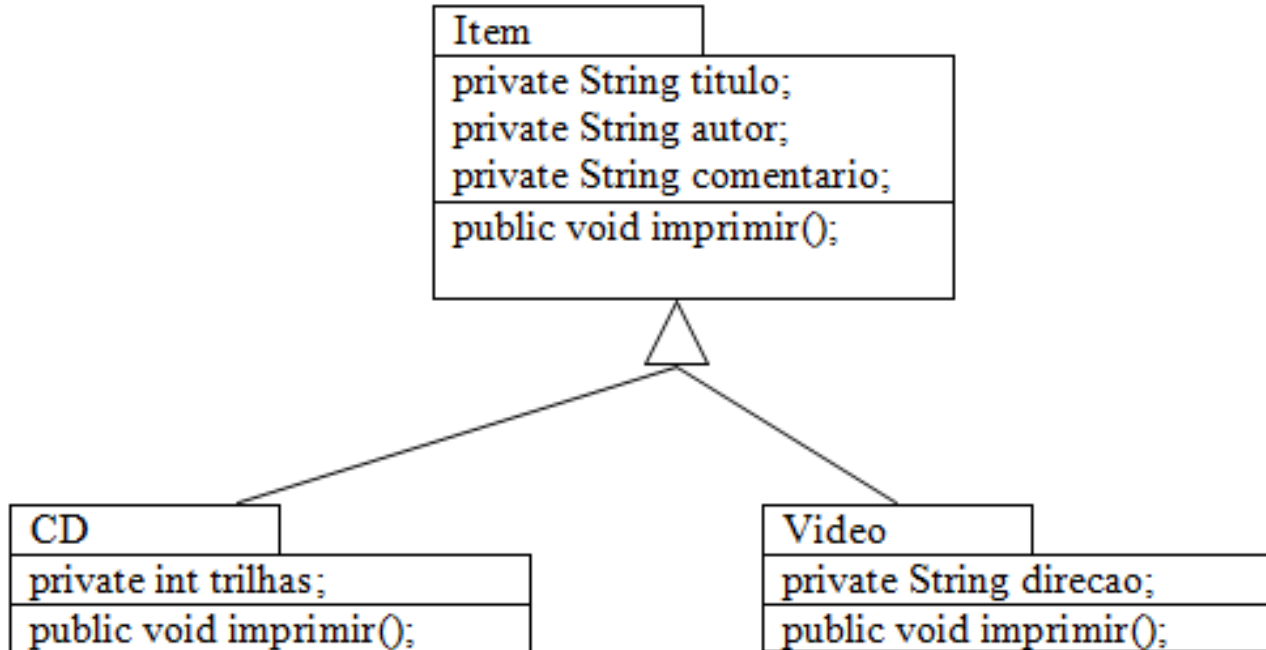 Item
private String titulo;
private String autor;
private String comentario;
public void imprimir();
CD
private int trilhas;
public void imprimir();
Video
private String direcao;
public void imprimir();